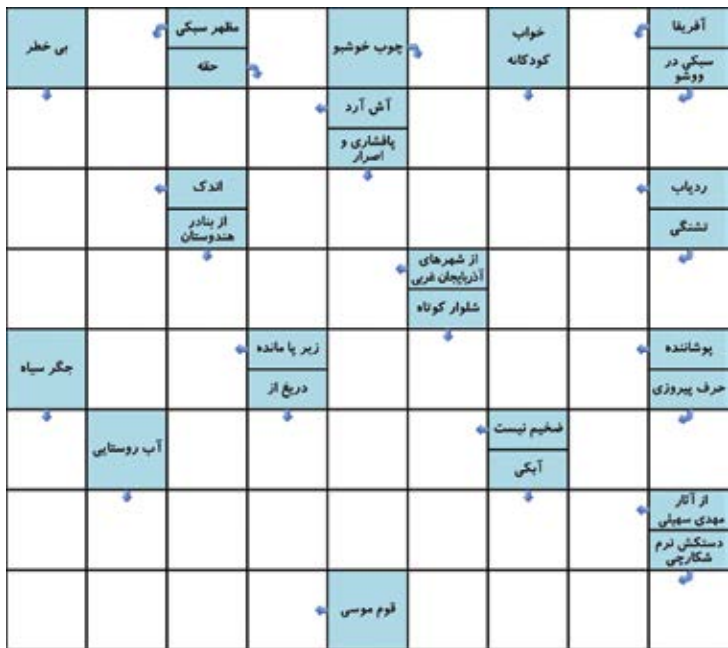 آفریقا
سبکی در
ووشو
خواب
کودکانه
چوب خوشبو
مظهر سبکی
حقه
بی خطر
آش آرد
پافشاری و
اصرار
ردیاب
تشنگی
اندک
از بنادر
هندوستان
از شهرهای
آذربایجان غربی
شلوار کوتاه
پوشاننده
حرف پیروزی
زیر پا مانده
دریغ از
جگر سیاه
ضخیم نیست
آبکی
آب روستایی
از آثار
مهدی سهیلی
دستکش نرم
شکارچی
قوم موسی